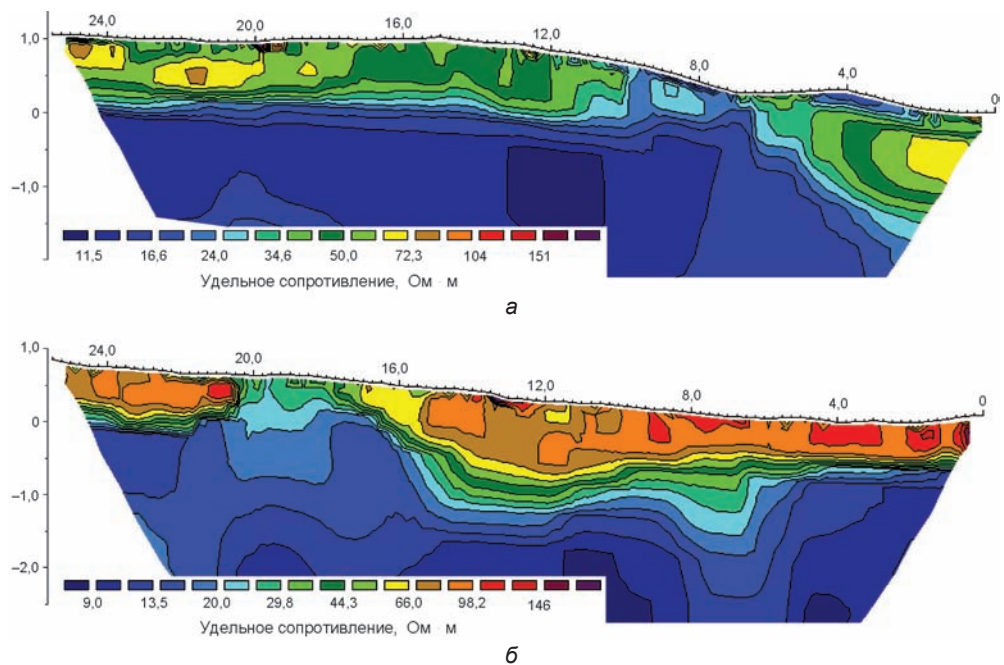 24,0 20,0 16,0 12,0 8,0 4,0 0
1,0
0
–1,0
11,5 16,6 24,0 34,6 50,0 72,3 104 151
Удельное сопротивление, Ом · м
а
1,0
24,0 20,0 16,0 12,0 8,0 4,0 0
0
–1,0
–2,0
9,0 13,5 20,0 29,8 44,3 66,0 98,2 146
Удельное сопротивление, Ом · м
б